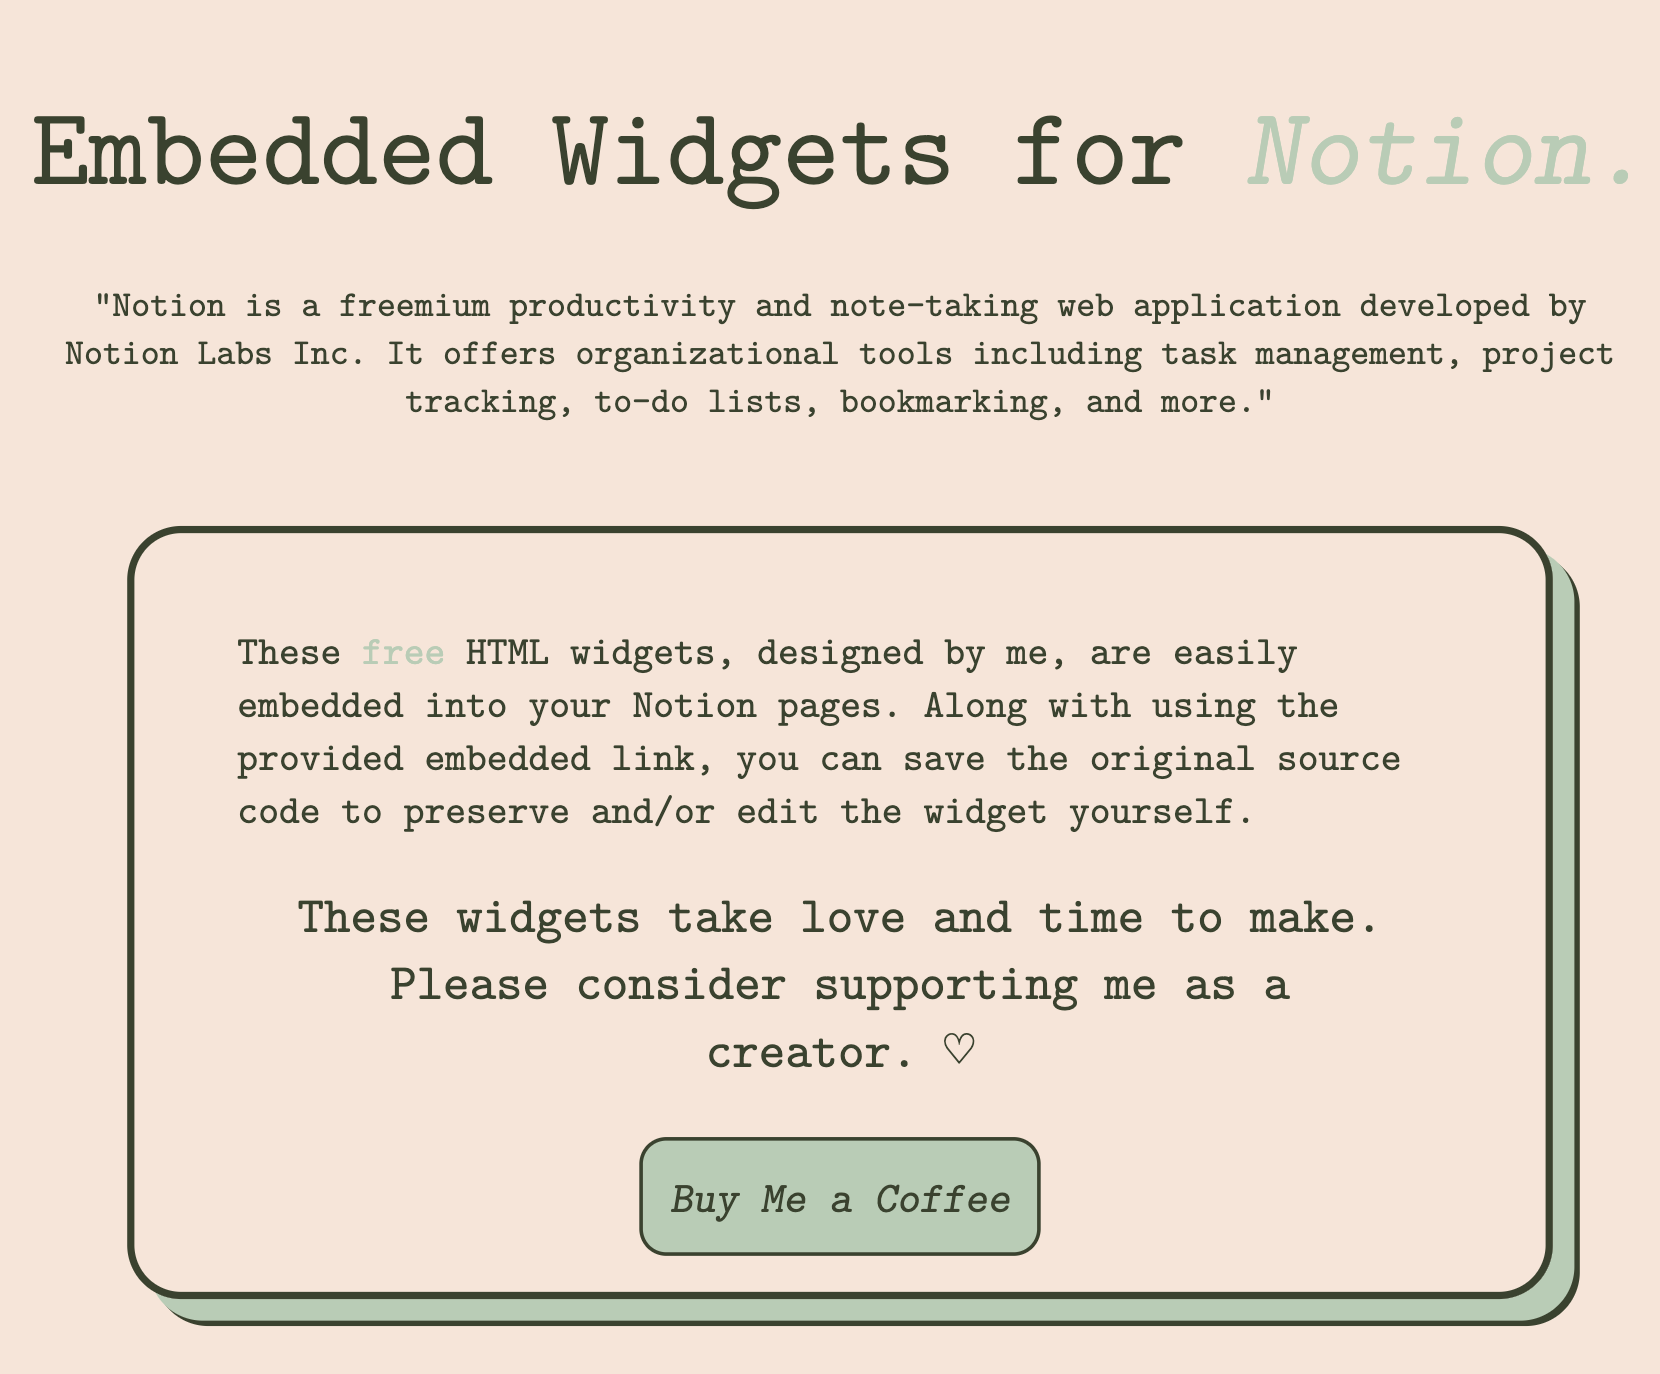 Embedded Widgets for Notion.
"Notion is a freemium productivity and note-taking web application developed by
Notion Labs Inc. It offers organizational tools including task management, project
tracking, to-do lists, bookmarking, and more."
These free HTML widgets, designed by me, are easily
embedded into your Notion pages. Along with using the
provided embedded link, you can save the original source
code to preserve and/or edit the widget yourself.
These widgets take love and time to make.
Please consider supporting me as a
creator. ♡
Buy Me a Coffee